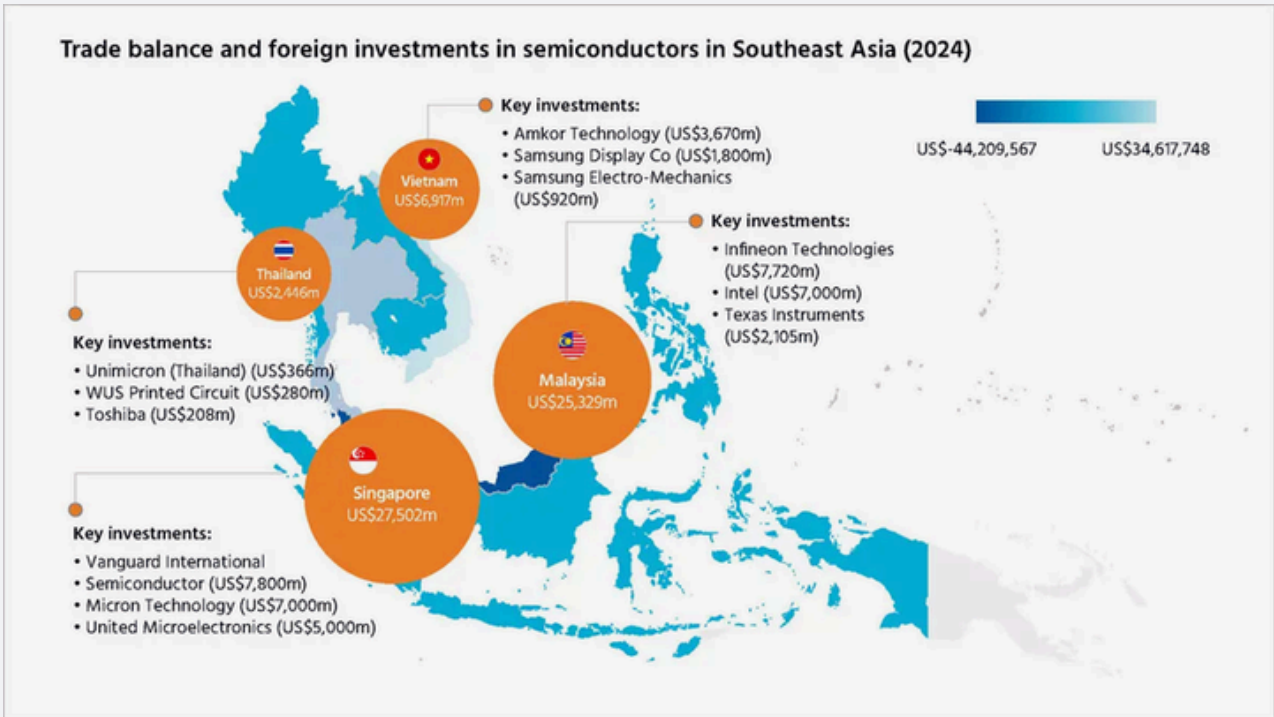 Trade balance and foreign investments in semiconductors in Southeast Asia (2024)
US$-44,209,567
US$34,617,748
Key investments:
• Amkor Technology (US$3,670m)
• Samsung Display Co (US$1,800m)
• Samsung Electro-Mechanics
(US$920m)
Vietnam
US$6,917m
Key investments:
• Infineon Technologies
(US$7,720m)
• Intel (US$7,000m)
• Texas Instruments
(US$2,105m)
Thailand
US$2,446m
Key investments:
• Unimicron (Thailand) (US$366m)
• WUS Printed Circuit (US$280m)
• Toshiba (US$208m)
Malaysia
US$25,329m
Singapore
US$27,502m
Key investments:
• Vanguard International
• Semiconductor (US$7,800m)
• Micron Technology (US$7,000m)
• United Microelectronics (US$5,000m)